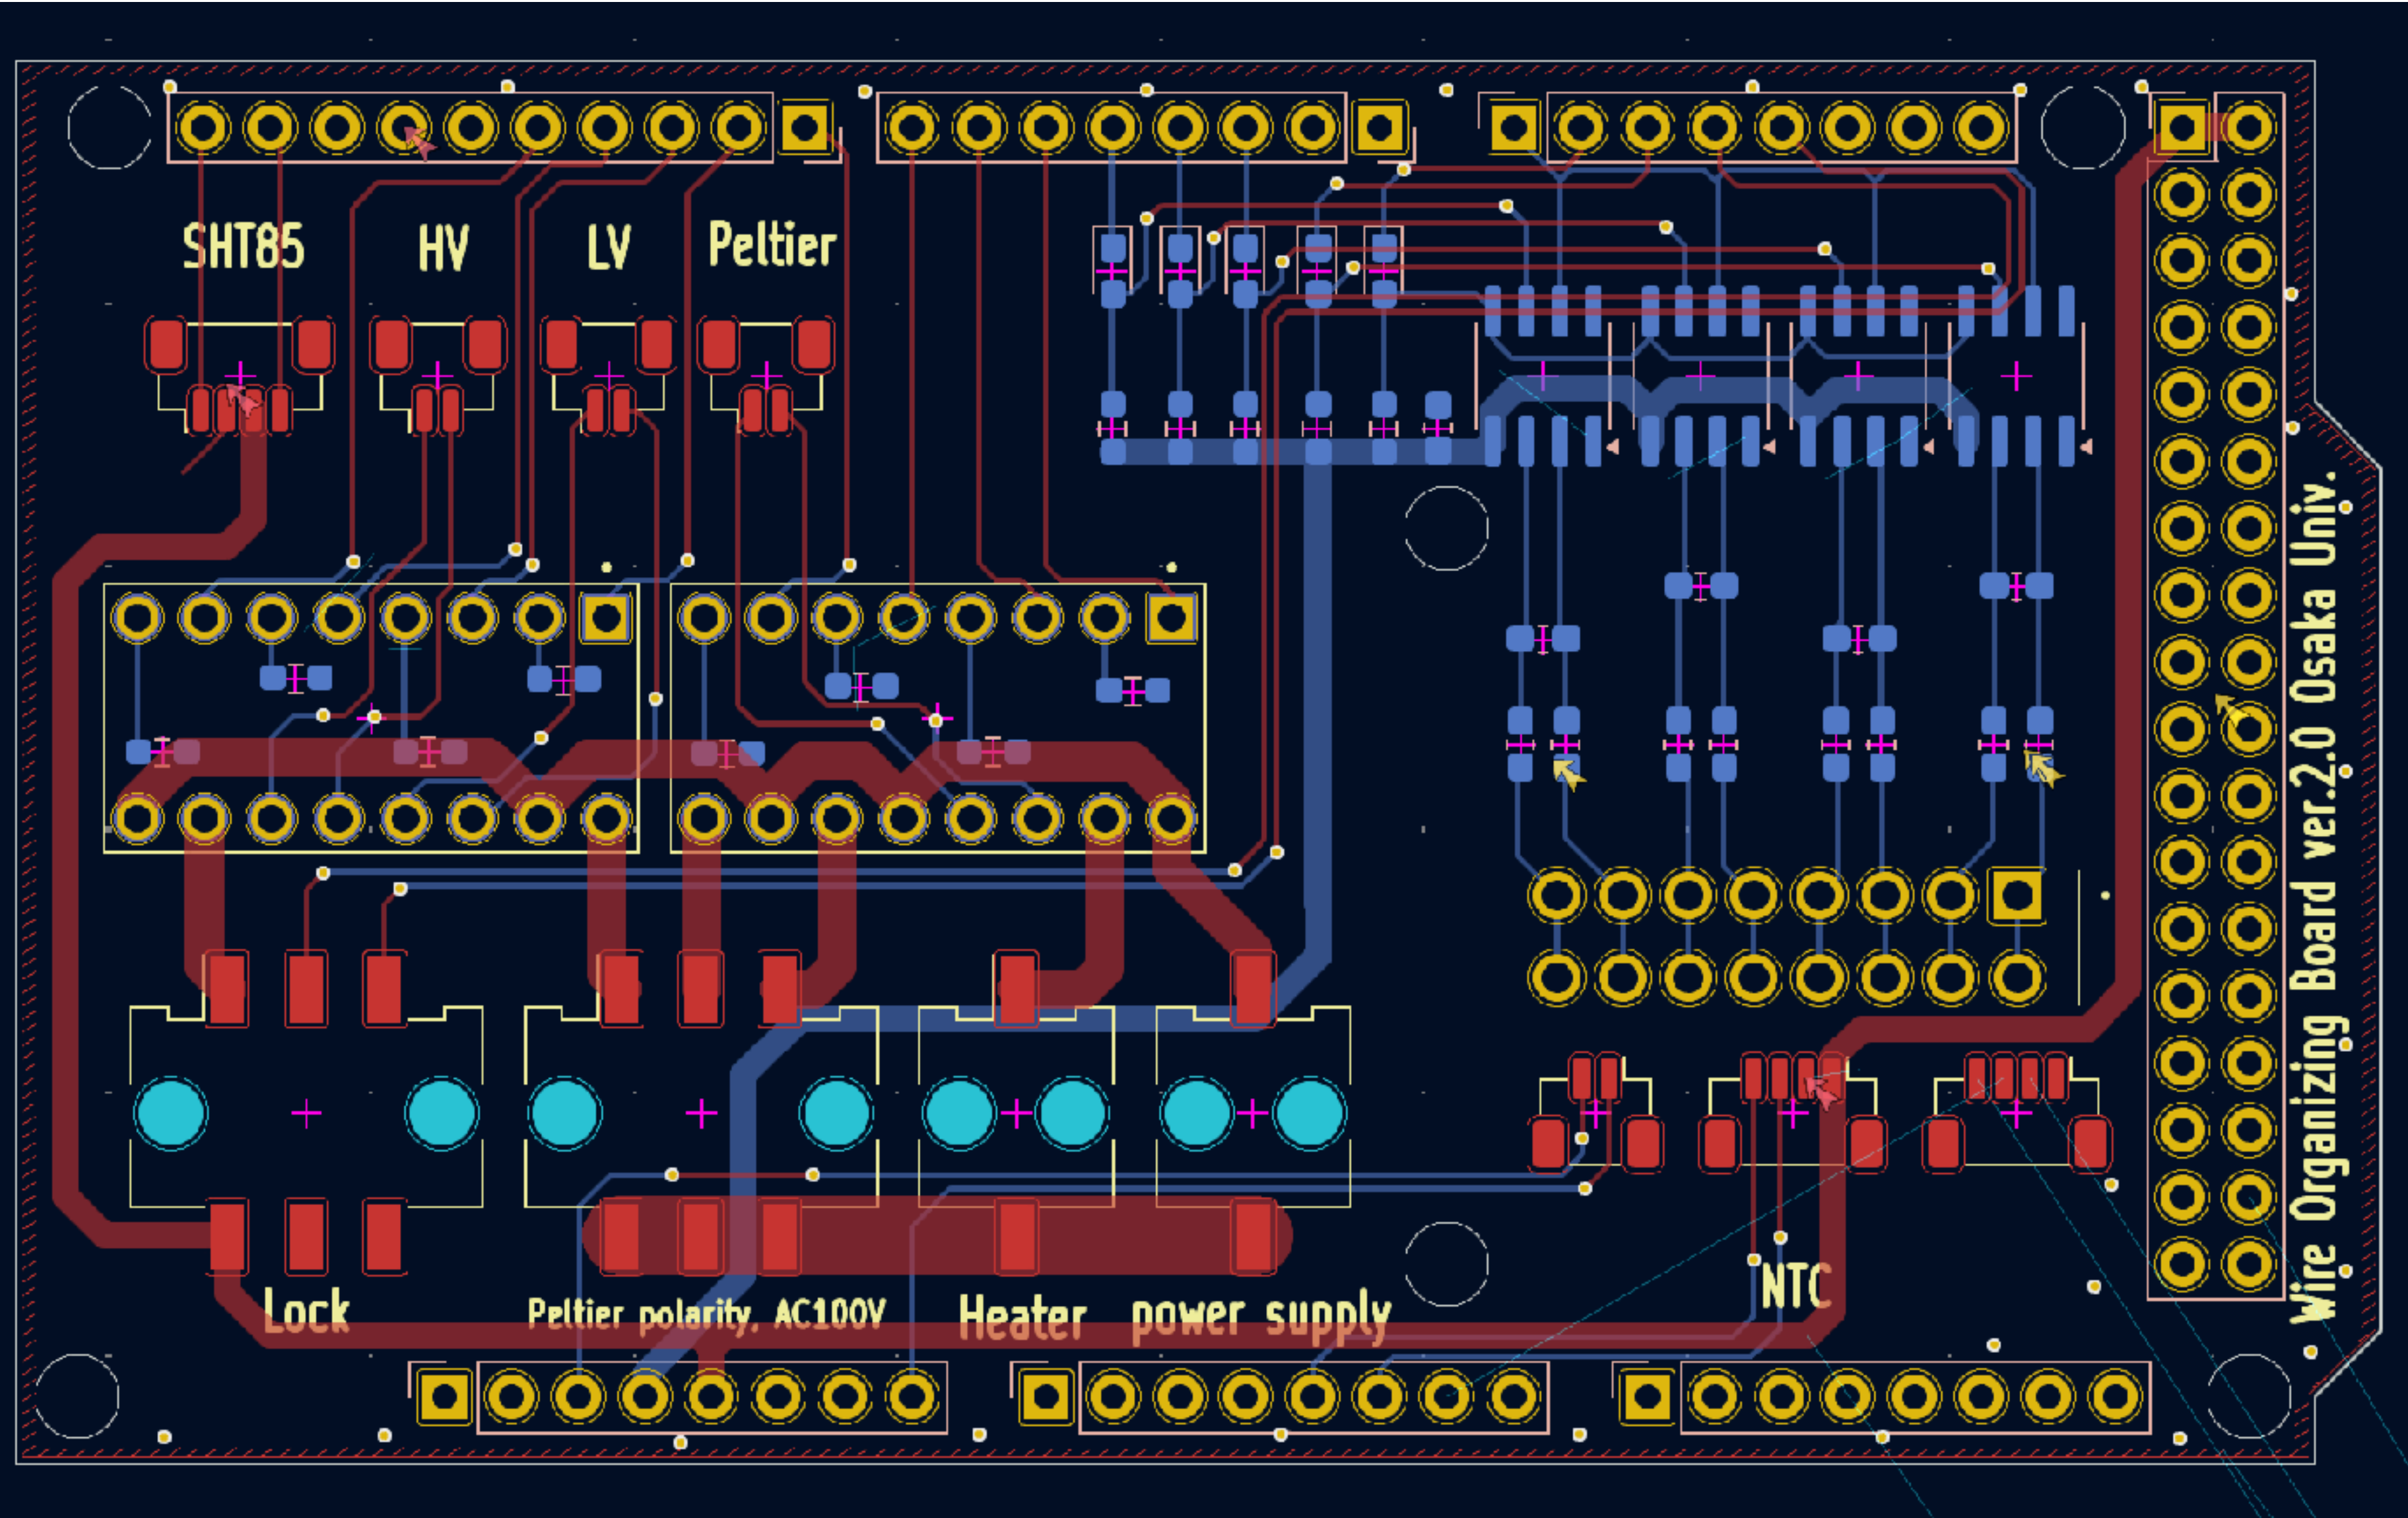 SHT85
HV
LV
Peltier
Lock
Peltier polarity, AC100V
Heater
power supply
NTC
Wire Organizing Board ver.2.0 Osaka Univ.